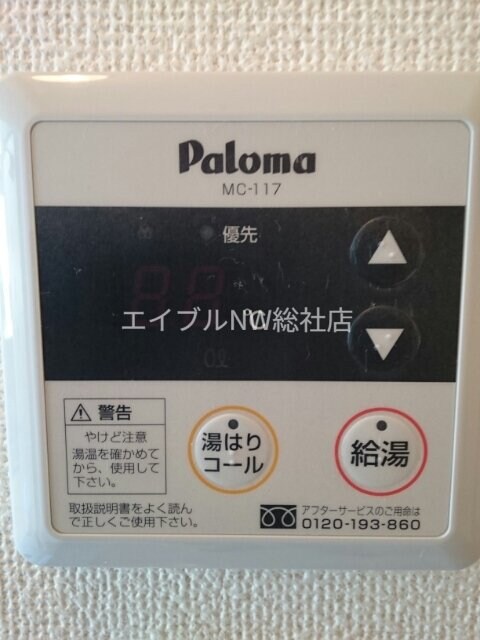 Paloma
MC-117
優先
エイブルNW総社店
℃
⚠ 警告
やけど注意
湯温を確かめて
から、使用して
下さい。
取扱説明書をよく読ん
で正しくご使用下さい。
湯はり
コール
給湯
アフターサービスのご用命は
0120-193-860